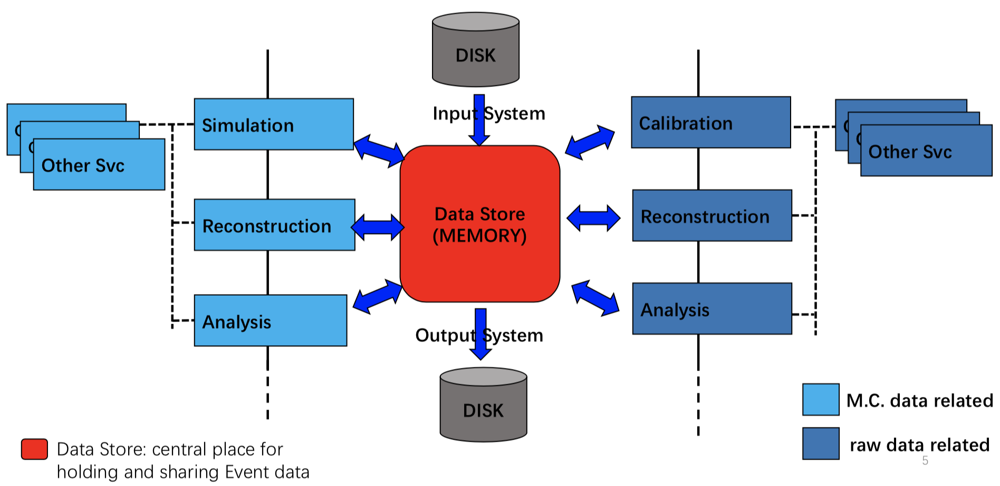 DISK
Input System
Simulation
Calibration
Other Svc
Other Svc
Data Store
(MEMORY)
Reconstruction
Reconstruction
Analysis
Analysis
Output System
DISK
M.C. data related
raw data related
5
Data Store: central place for
holding and sharing Event data